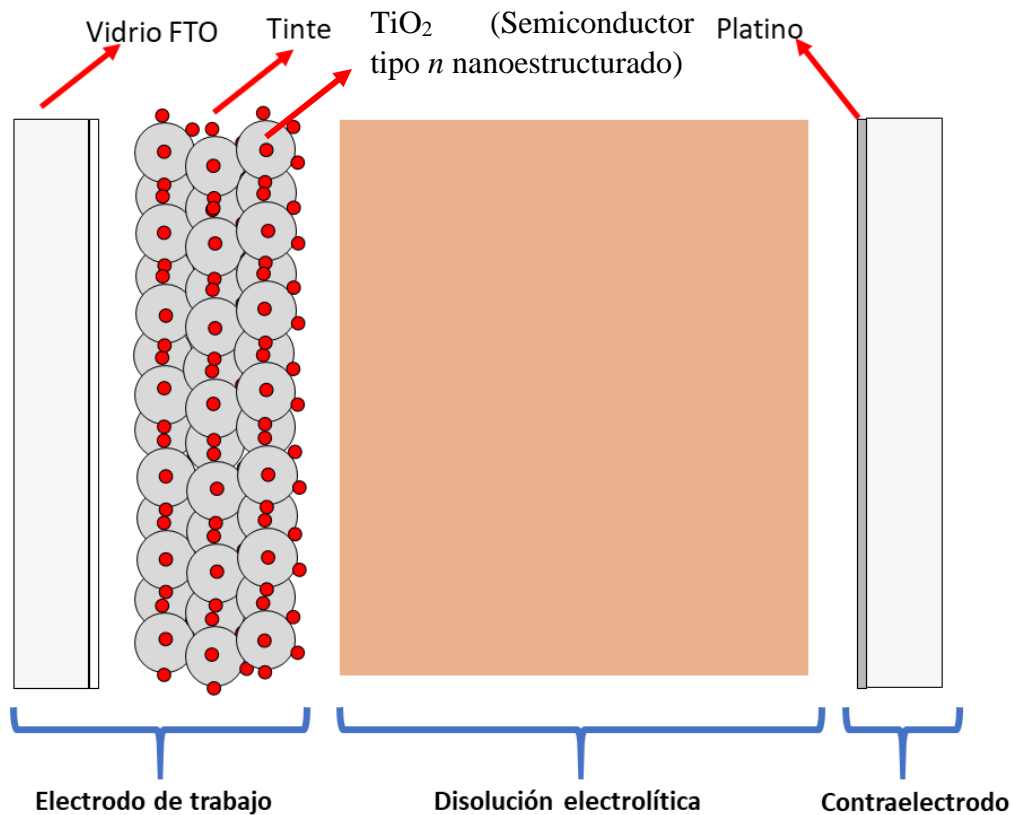 Vidrio FTO
Tinte
TiO₂ (Semiconductor
tipo n nanoestructurado)
Platino
Electrodo de trabajo
Disolución electrolítica
Contraelectrodo